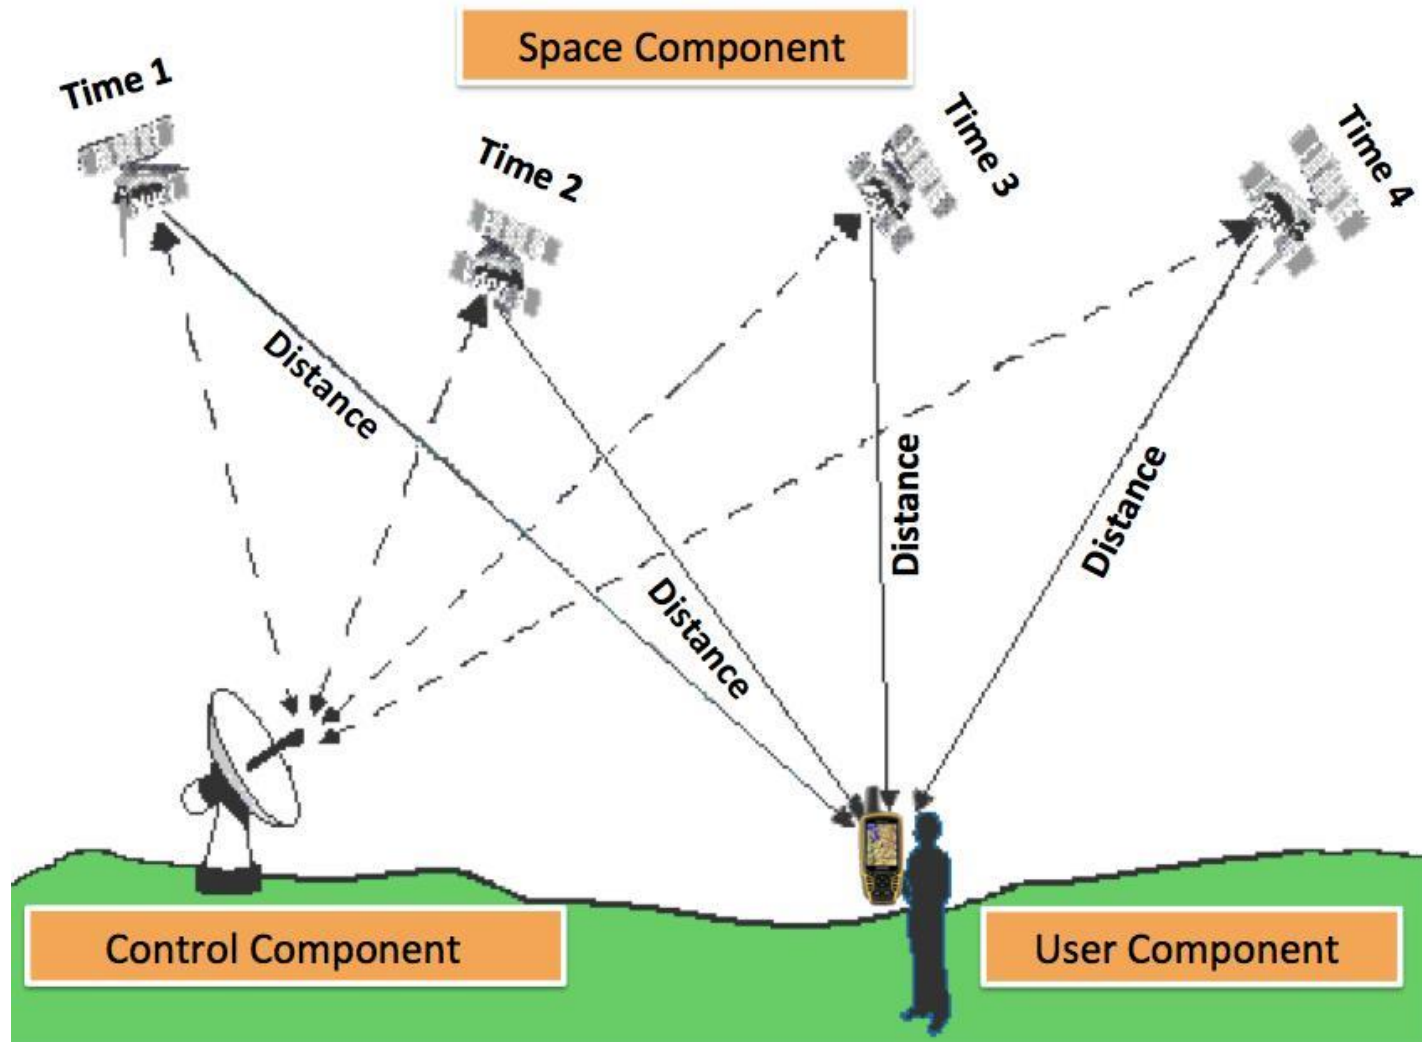 Space Component
Time 1
Time 2
Time 3
Time 4
Distance
Distance
Distance
Distance
Control Component
User Component